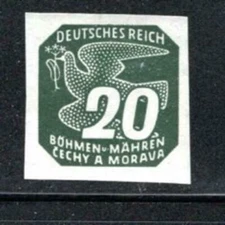 DEUTSCHES REICH
20
BÖHMEN u. MÄHREN
ČECHY A MORAVA